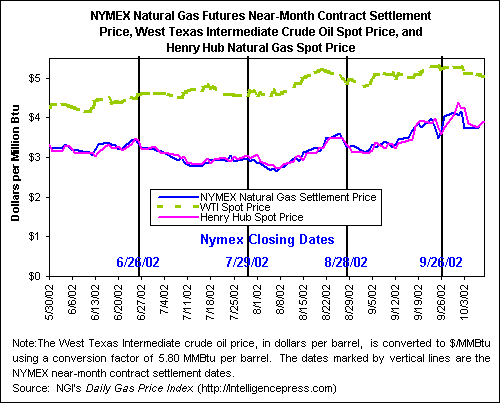 NYMEX Natural Gas Futures Near-Month Contract Settlement
Price, West Texas Intermediate Crude Oil Spot Price, and
Henry Hub Natural Gas Spot Price
Dollars per Million Btu
$5
$4
$3
$2
$1
$0
NYMEX Natural Gas Settlement Price
WTI Spot Price
Henry Hub Spot Price
Nymex Closing Dates
6/26/02 7/29/02 8/28/02 9/26/02
5/30/02 6/6/02 6/13/02 6/20/02 6/27/02 7/4/02 7/11/02 7/18/02 7/25/02 8/1/02 8/8/02 8/15/02 8/22/02 8/29/02 9/5/02 9/12/02 9/19/02 9/26/02 10/3/02
Note:The West Texas Intermediate crude oil price, in dollars per barrel, is converted to $/MMBtu
using a conversion factor of 5.80 MMBtu per barrel. The dates marked by vertical lines are the
NYMEX near-month contract settlement dates.
Source: NGI's Daily Gas Price Index (http://Intelligencepress.com)